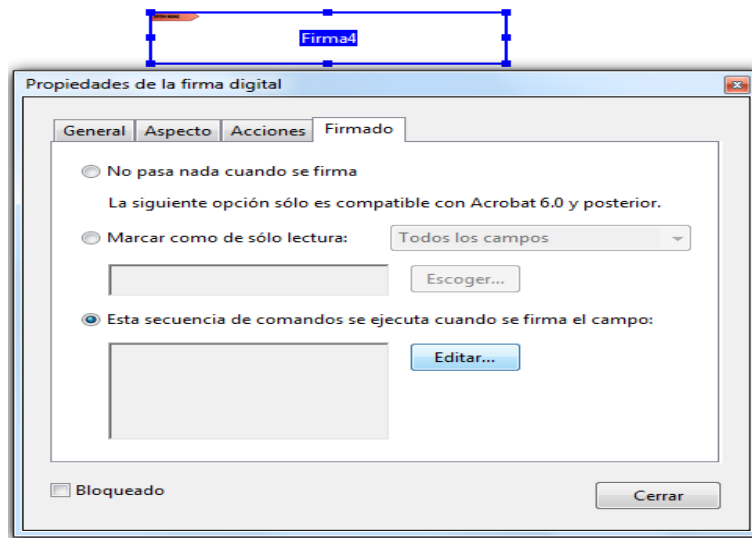 Firma4
Propiedades de la firma digital
General Aspecto Acciones Firmado
No pasa nada cuando se firma
La siguiente opción sólo es compatible con Acrobat 6.0 y posterior.
Marcar como de sólo lectura: Todos los campos
Escoger...
Esta secuencia de comandos se ejecuta cuando se firma el campo:
Editar...
Bloqueado
Cerrar